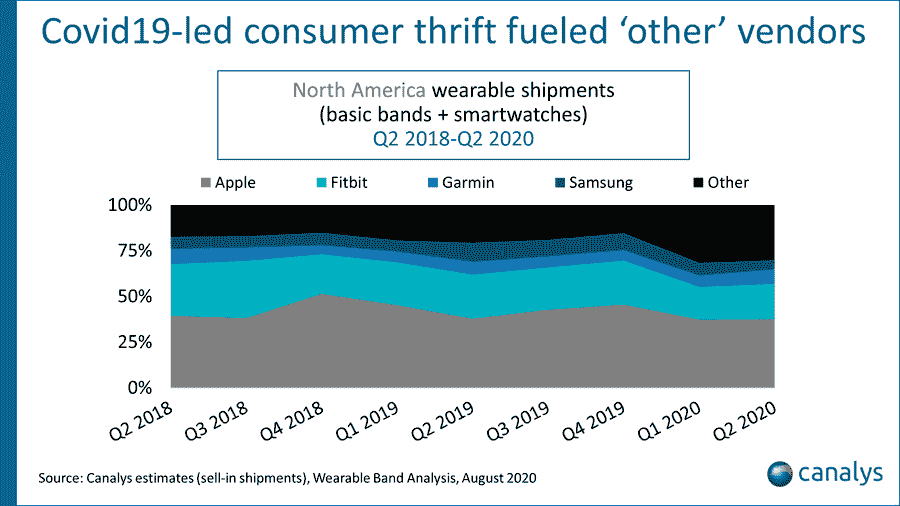 Covid19-led consumer thrift fueled ‘other’ vendors
North America wearable shipments
(basic bands + smartwatches)
Q2 2018-Q2 2020
Apple Fitbit Garmin Samsung Other
100%
75%
50%
25%
0%
Q2 2018 Q3 2018 Q4 2018 Q1 2019 Q2 2019 Q3 2019 Q4 2019 Q1 2020 Q2 2020
Source: Canalys estimates (sell-in shipments), Wearable Band Analysis, August 2020
canalys